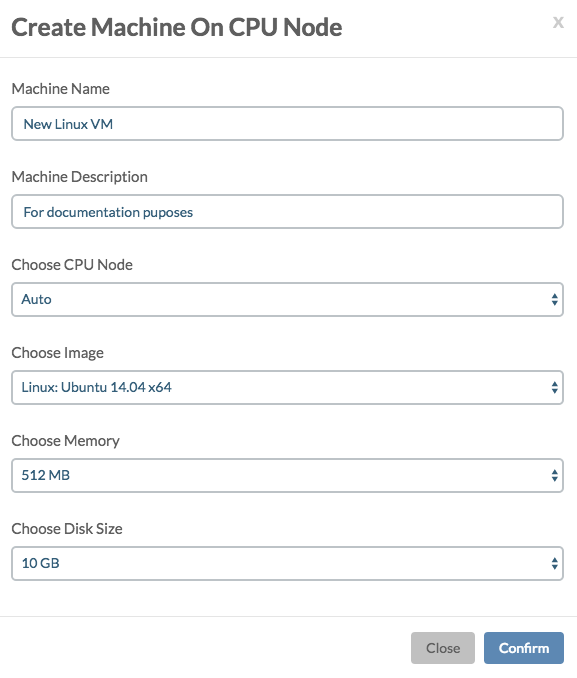 Create Machine On CPU Node
x
Machine Name
New Linux VM
Machine Description
For documentation puposes
Choose CPU Node
Auto
Choose Image
Linux: Ubuntu 14.04 x64
Choose Memory
512 MB
Choose Disk Size
10 GB
Close
Confirm